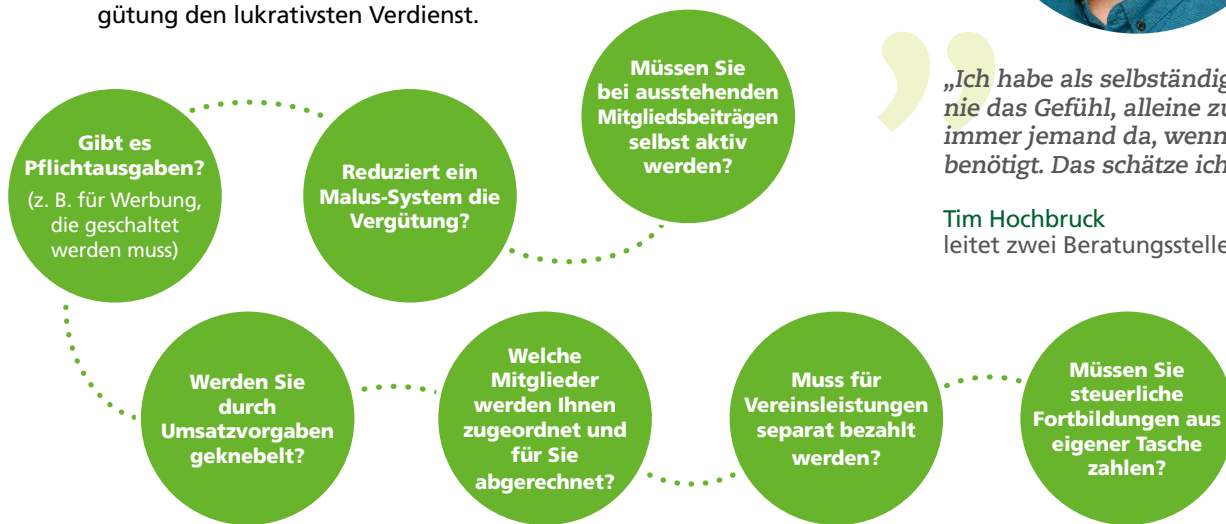 gütung den lukrativsten Verdienst.
Müssen Sie
bei ausstehenden
Mitgliedsbeiträgen
selbst aktiv
werden?
Gibt es
Pflichtausgaben?
(z. B. für Werbung,
die geschaltet
werden muss)
Reduziert ein
Malus-System die
Vergütung?
„Ich habe als selbständig
nie das Gefühl, alleine zu
immer jemand da, wenn
benötigt. Das schätze ich
Tim Hochbruck
leitet zwei Beratungsstelle
Werden Sie
durch
Umsatzvorgaben
geknebelt?
Welche
Mitglieder
werden Ihnen
zugeordnet und
für Sie
abgerechnet?
Muss für
Vereinsleistungen
separat bezahlt
werden?
Müssen Sie
steuerliche
Fortbildungen aus
eigener Tasche
zahlen?